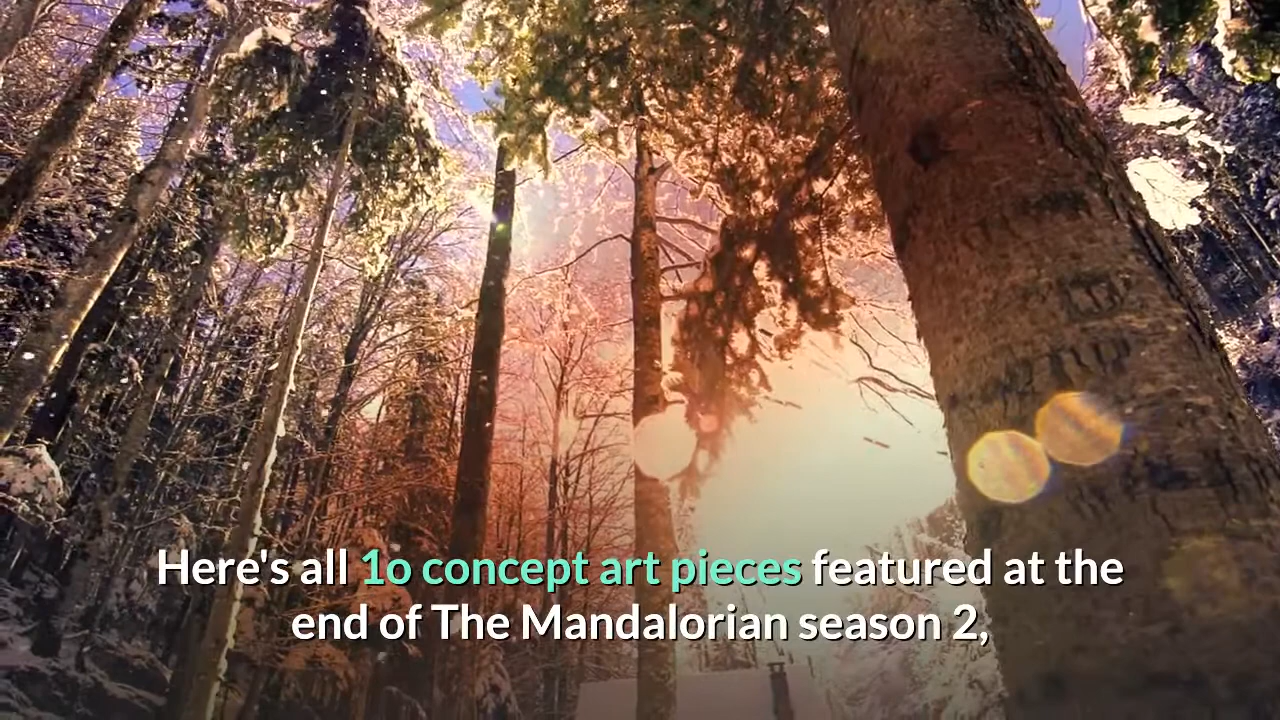 Here's all 1o concept art pieces featured at the
end of The Mandalorian season 2,